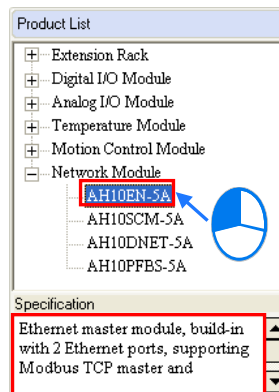 Product List
Extension Rack
Digital I/O Module
Analog I/O Module
Temperature Module
Motion Control Module
Network Module
AH10EN-5A
AH10SCM-5A
AH10DNET-5A
AH10PFBS-5A
Specification
Ethernet master module, build-in
with 2 Ethernet ports, supporting
Modbus TCP master and